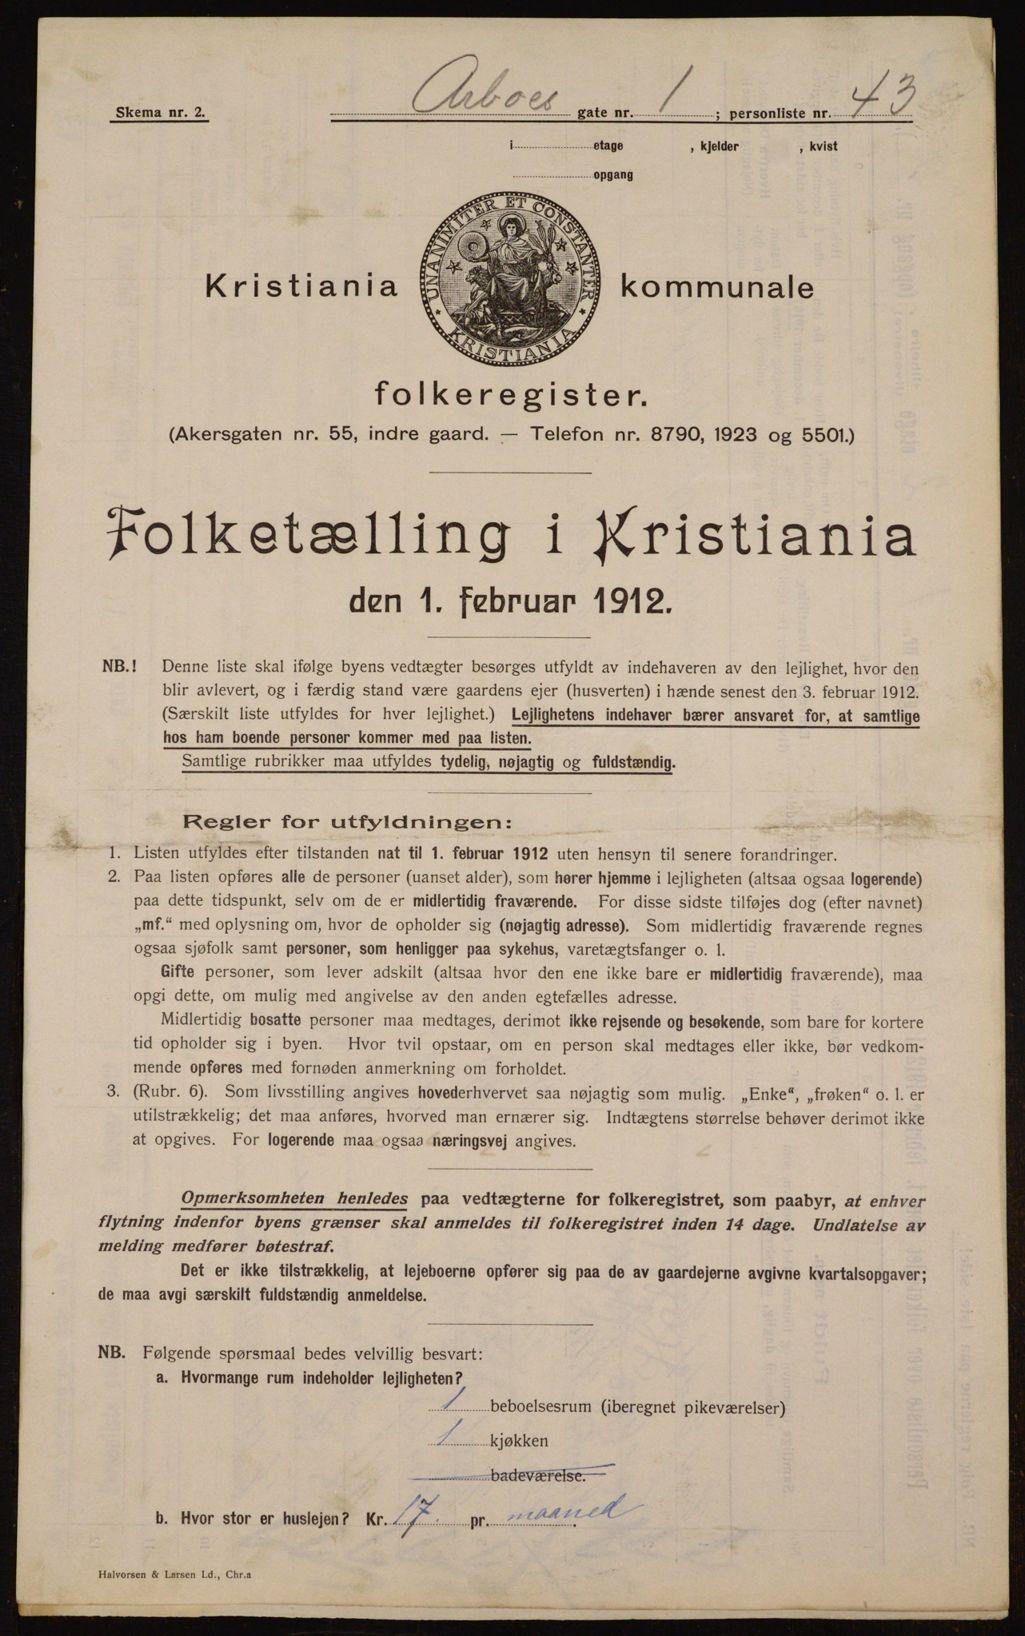 Skema nr. 2.
Arboes gate nr. 1 ; personliste nr. 43
i etage , kjelder , kvist
opgang
UNANIMITER ET CONSTANTER
KRISTIANIA
Kristiania kommunale
folkeregister.
(Akersgaten nr. 55, indre gaard. — Telefon nr. 8790, 1923 og 5501.)
Folketælling i Kristiania
den 1. februar 1912.
NB.! Denne liste skal ifølge byens vedtægter besørges utfyldt av indehaveren av den lejlighet, hvor den
blir avlevert, og i færdig stand være gaardens ejer (husverten) i hænde senest den 3. februar 1912.
(Særskilt liste utfyldes for hver lejlighet.) Lejlighetens indehaver bærer ansvaret for, at samtlige
hos ham boende personer kommer med paa listen.
Samtlige rubrikker maa utfyldes tydelig, nøjagtig og fuldstændig.
Regler for utfyldningen:
1. Listen utfyldes efter tilstanden nat til 1. februar 1912 uten hensyn til senere forandringer.
2. Paa listen opføres alle de personer (uanset alder), som hører hjemme i lejligheten (altsaa ogsaa logerende)
paa dette tidspunkt, selv om de er midlertidig fraværende. For disse sidste tilføjes dog (efter navnet)
„mf.“ med oplysning om, hvor de opholder sig (nøjagtig adresse). Som midlertidig fraværende regnes
ogsaa sjøfolk samt personer, som henligger paa sykehus, varetægtsfanger o. l.
Gifte personer, som lever adskilt (altsaa hvor den ene ikke bare er midlertidig fraværende), maa
opgi dette, om mulig med angivelse av den anden egtefælles adresse.
Midlertidig bosatte personer maa medtages, derimot ikke rejsende og besøkende, som bare for kortere
tid opholder sig i byen. Hvor tvil opstaar, om en person skal medtages eller ikke, bør vedkom-
mende opføres med fornøden anmerkning om forholdet.
3. (Rubr. 6). Som livsstilling angives hovederhvervet saa nøjagtig som mulig. „Enke“, „frøken“ o. l. er
utilstrækkelig; det maa anføres, hvorved man ernærer sig. Indtægtens størrelse behøver derimot ikke
at opgives. For logerende maa ogsaa næringsvej angives.
Opmerksomheten henledes paa vedtægterne for folkeregistret, som paabyr, at enhver
flytning indenfor byens grænser skal anmeldes til folkeregistret inden 14 dage. Undlatelse av
melding medfører bøtestraf.
Det er ikke tilstrækkelig, at lejeboerne opfører sig paa de av gaardejerne avgivne kvartalsopgaver;
de maa avgi særskilt fuldstændig anmeldelse.
NB. Følgende spørsmaal bedes velvillig besvart:
a. Hvormange rum indeholder lejligheten?
1 beboelsesrum (iberegnet pikeværelser)
1 kjøkken
badeværelse.
b. Hvor stor er huslejen? Kr. 17. pr. maaned.
Halvorsen & Larsen Ld., Chr.a